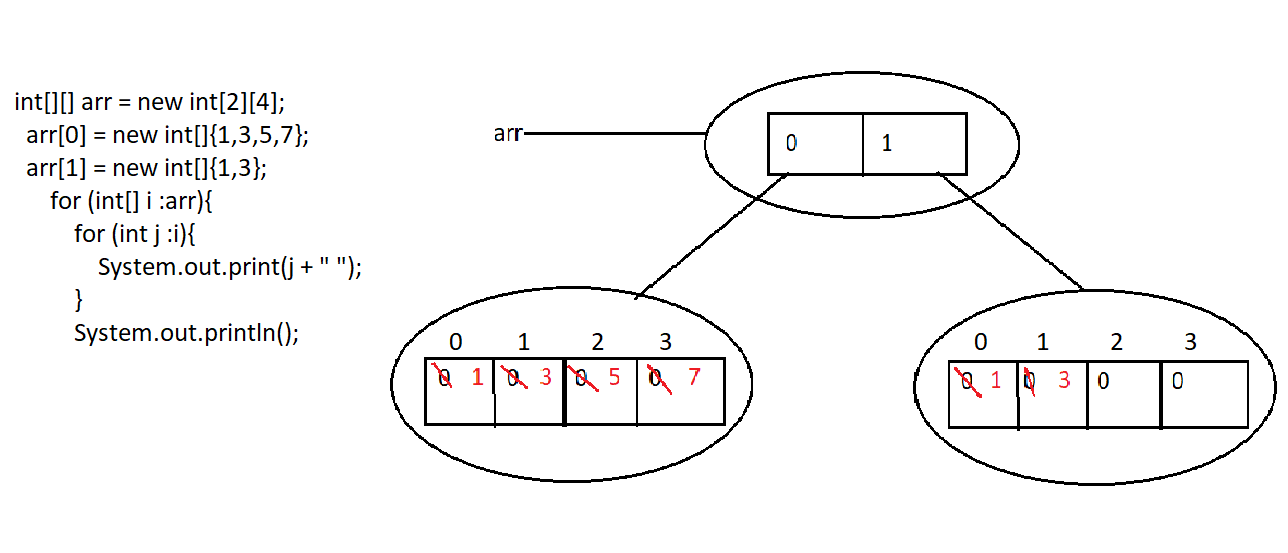 int[][] arr = new int[2][4];
arr[0] = new int[]{1,3,5,7};
arr[1] = new int[]{1,3};
for (int[] i :arr){
for (int j :i){
System.out.print(j + " ");
}
System.out.println();
arr
0 1
0 1 2 3
0 1 0 3 0 5 0 7
0 1 2 3
0 1 0 3 0 0